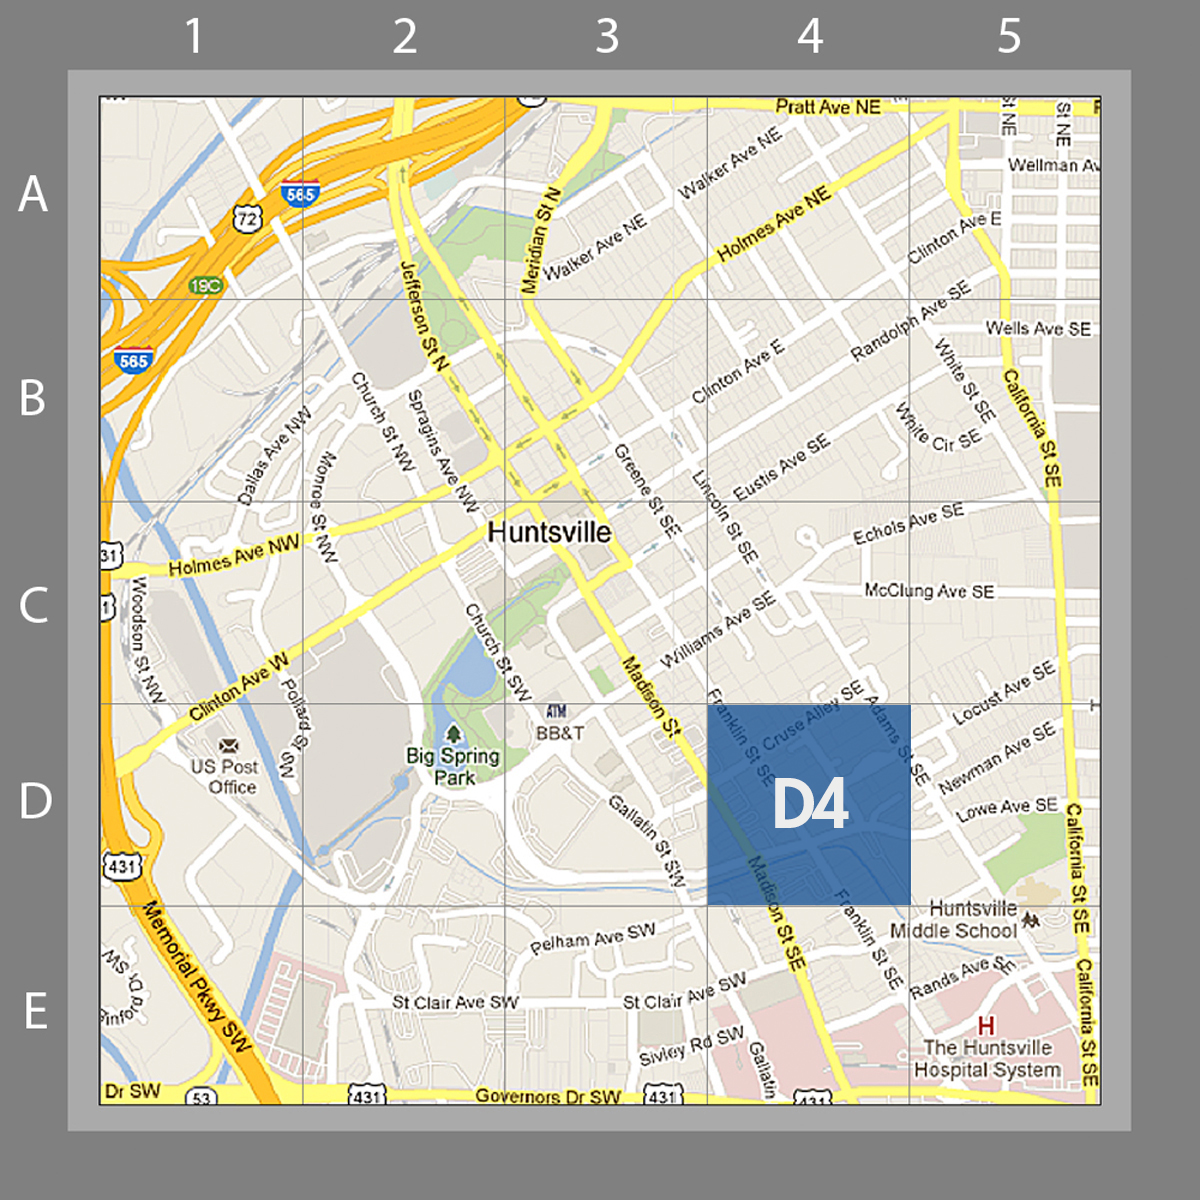 1 2 3 4 5
A
B
C
D
E
Pratt Ave NE
St NE
St NE
Wellman Av
Walker Ave NE
565
72
Meridian St N
Walker Ave NE
Holmes Ave NE
Clinton Ave E
19C
Jefferson St N
Randolph Ave SE
Wells Ave SE
565
Clinton Ave E
White St SE
California St SE
Church St NW
Spragins Ave NW
Dallas Ave NW
Monroe St NW
White Cir SE
Greene St SE
Lincoln St SE
Eustis Ave SE
Huntsville
Echols Ave SE
Holmes Ave NW
31
Woodson St NW
1
McClung Ave SE
Church St SW
Williams Ave SE
Clinton Ave W
Pollard St SW
Madison St
Franklin St SE
Cruse Alley SE
Adams St SE
Locust Ave SE
ATM
BB&T
Newman Ave SE
US Post
Office
Big Spring
Park
D4
Gallatin St SW
Lowe Ave SE
California St SE
431
Madison St SE
Franklin St SE
Huntsville
Middle School
Memorial Pkwy SW
Pelham Ave SW
St Clair Ave SW
St Clair Ave SW
Rands Ave S
California St SE
Dr SW
H
The Huntsville
Hospital System
Sivley Rd SW
Gallatin
Dr SW
53
431
Governors Dr SW
431
431